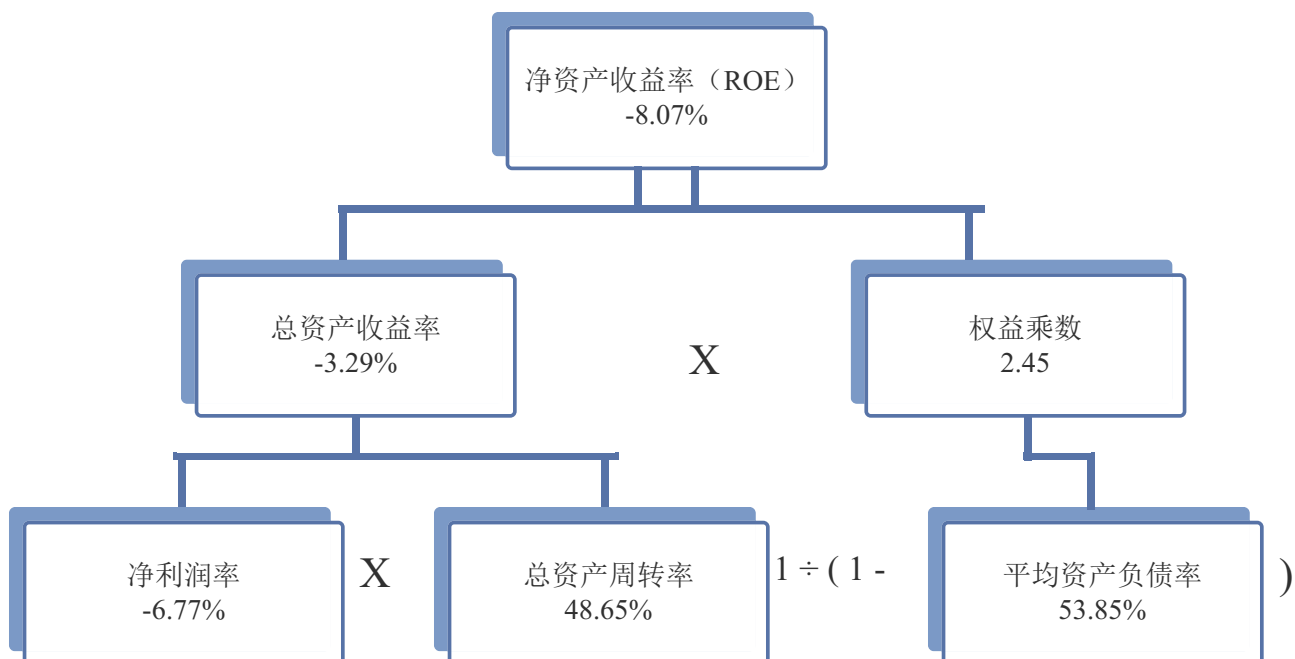 净资产收益率（ROE）
-8.07%
总资产收益率
-3.29%
X
权益乘数
2.45
净利润率
-6.77%
X
总资产周转率
48.65%
1 ÷ ( 1 -
平均资产负债率
53.85%
)